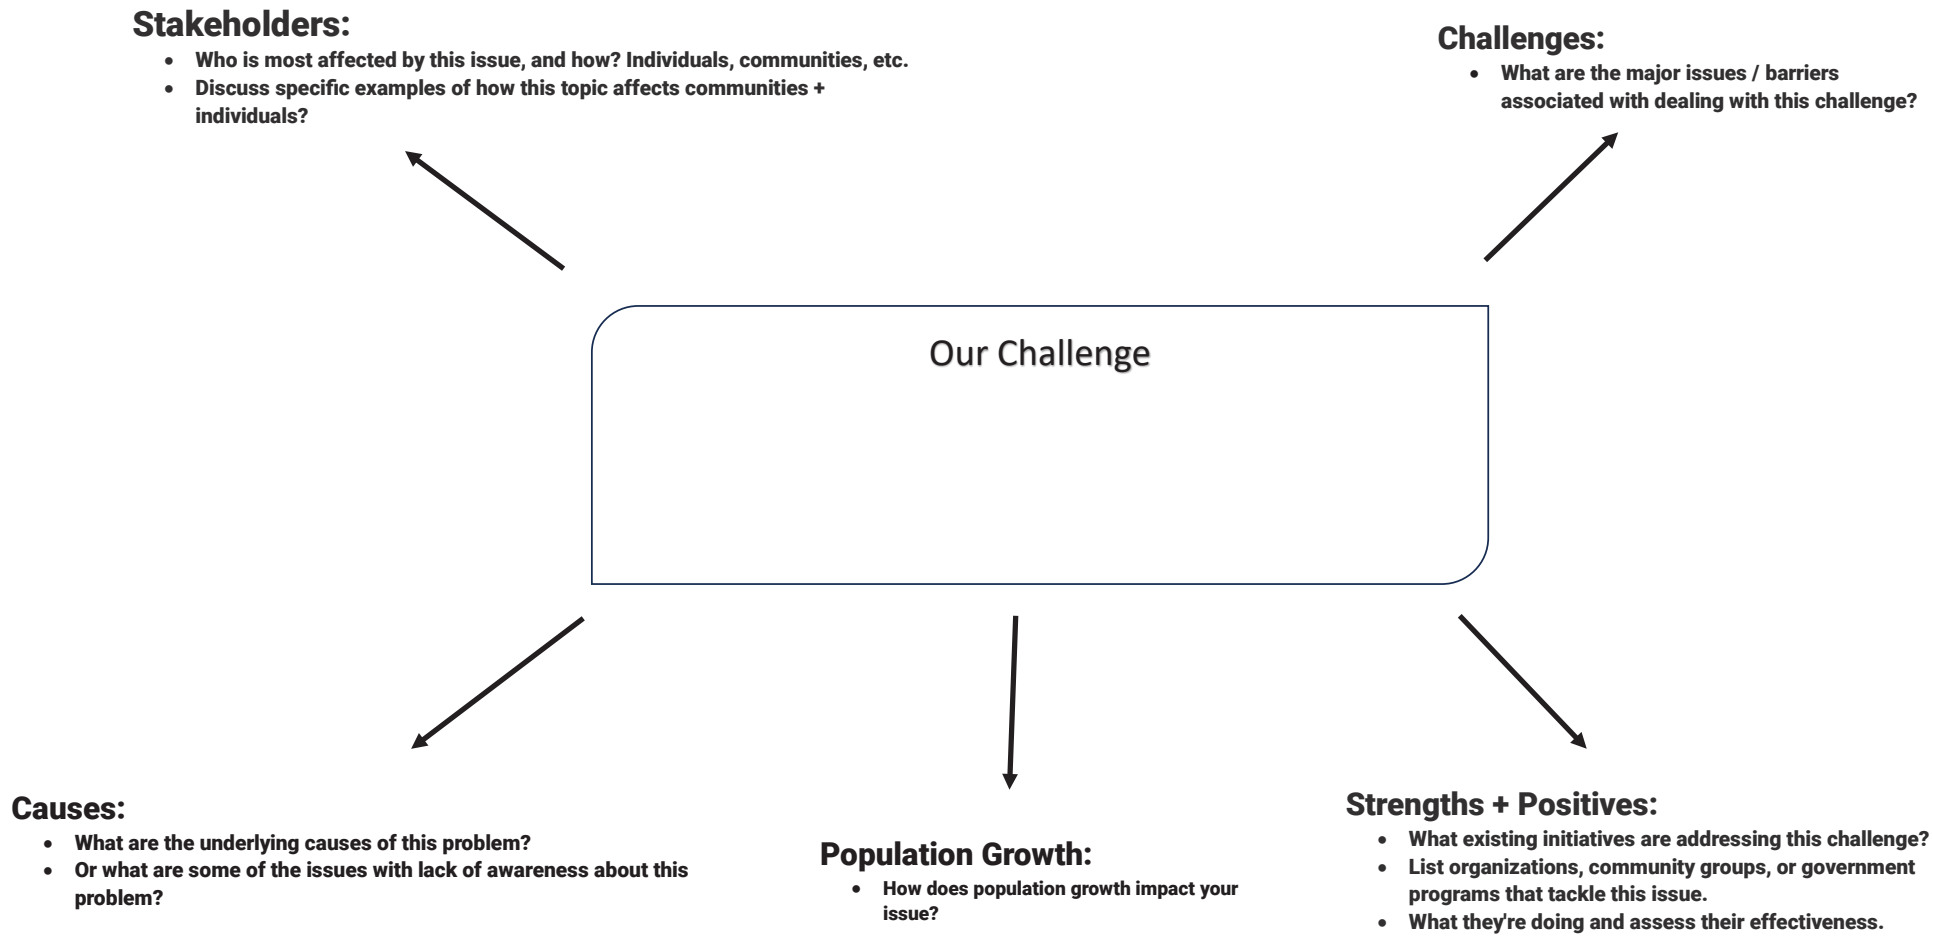 Stakeholders:
• Who is most affected by this issue, and how? Individuals, communities, etc.
• Discuss specific examples of how this topic affects communities +
individuals?
Challenges:
• What are the major issues / barriers
associated with dealing with this challenge?
Our Challenge
Causes:
• What are the underlying causes of this problem?
• Or what are some of the issues with lack of awareness about this
problem?
Population Growth:
• How does population growth impact your
issue?
Strengths + Positives:
• What existing initiatives are addressing this challenge?
• List organizations, community groups, or government
programs that tackle this issue.
• What they're doing and assess their effectiveness.